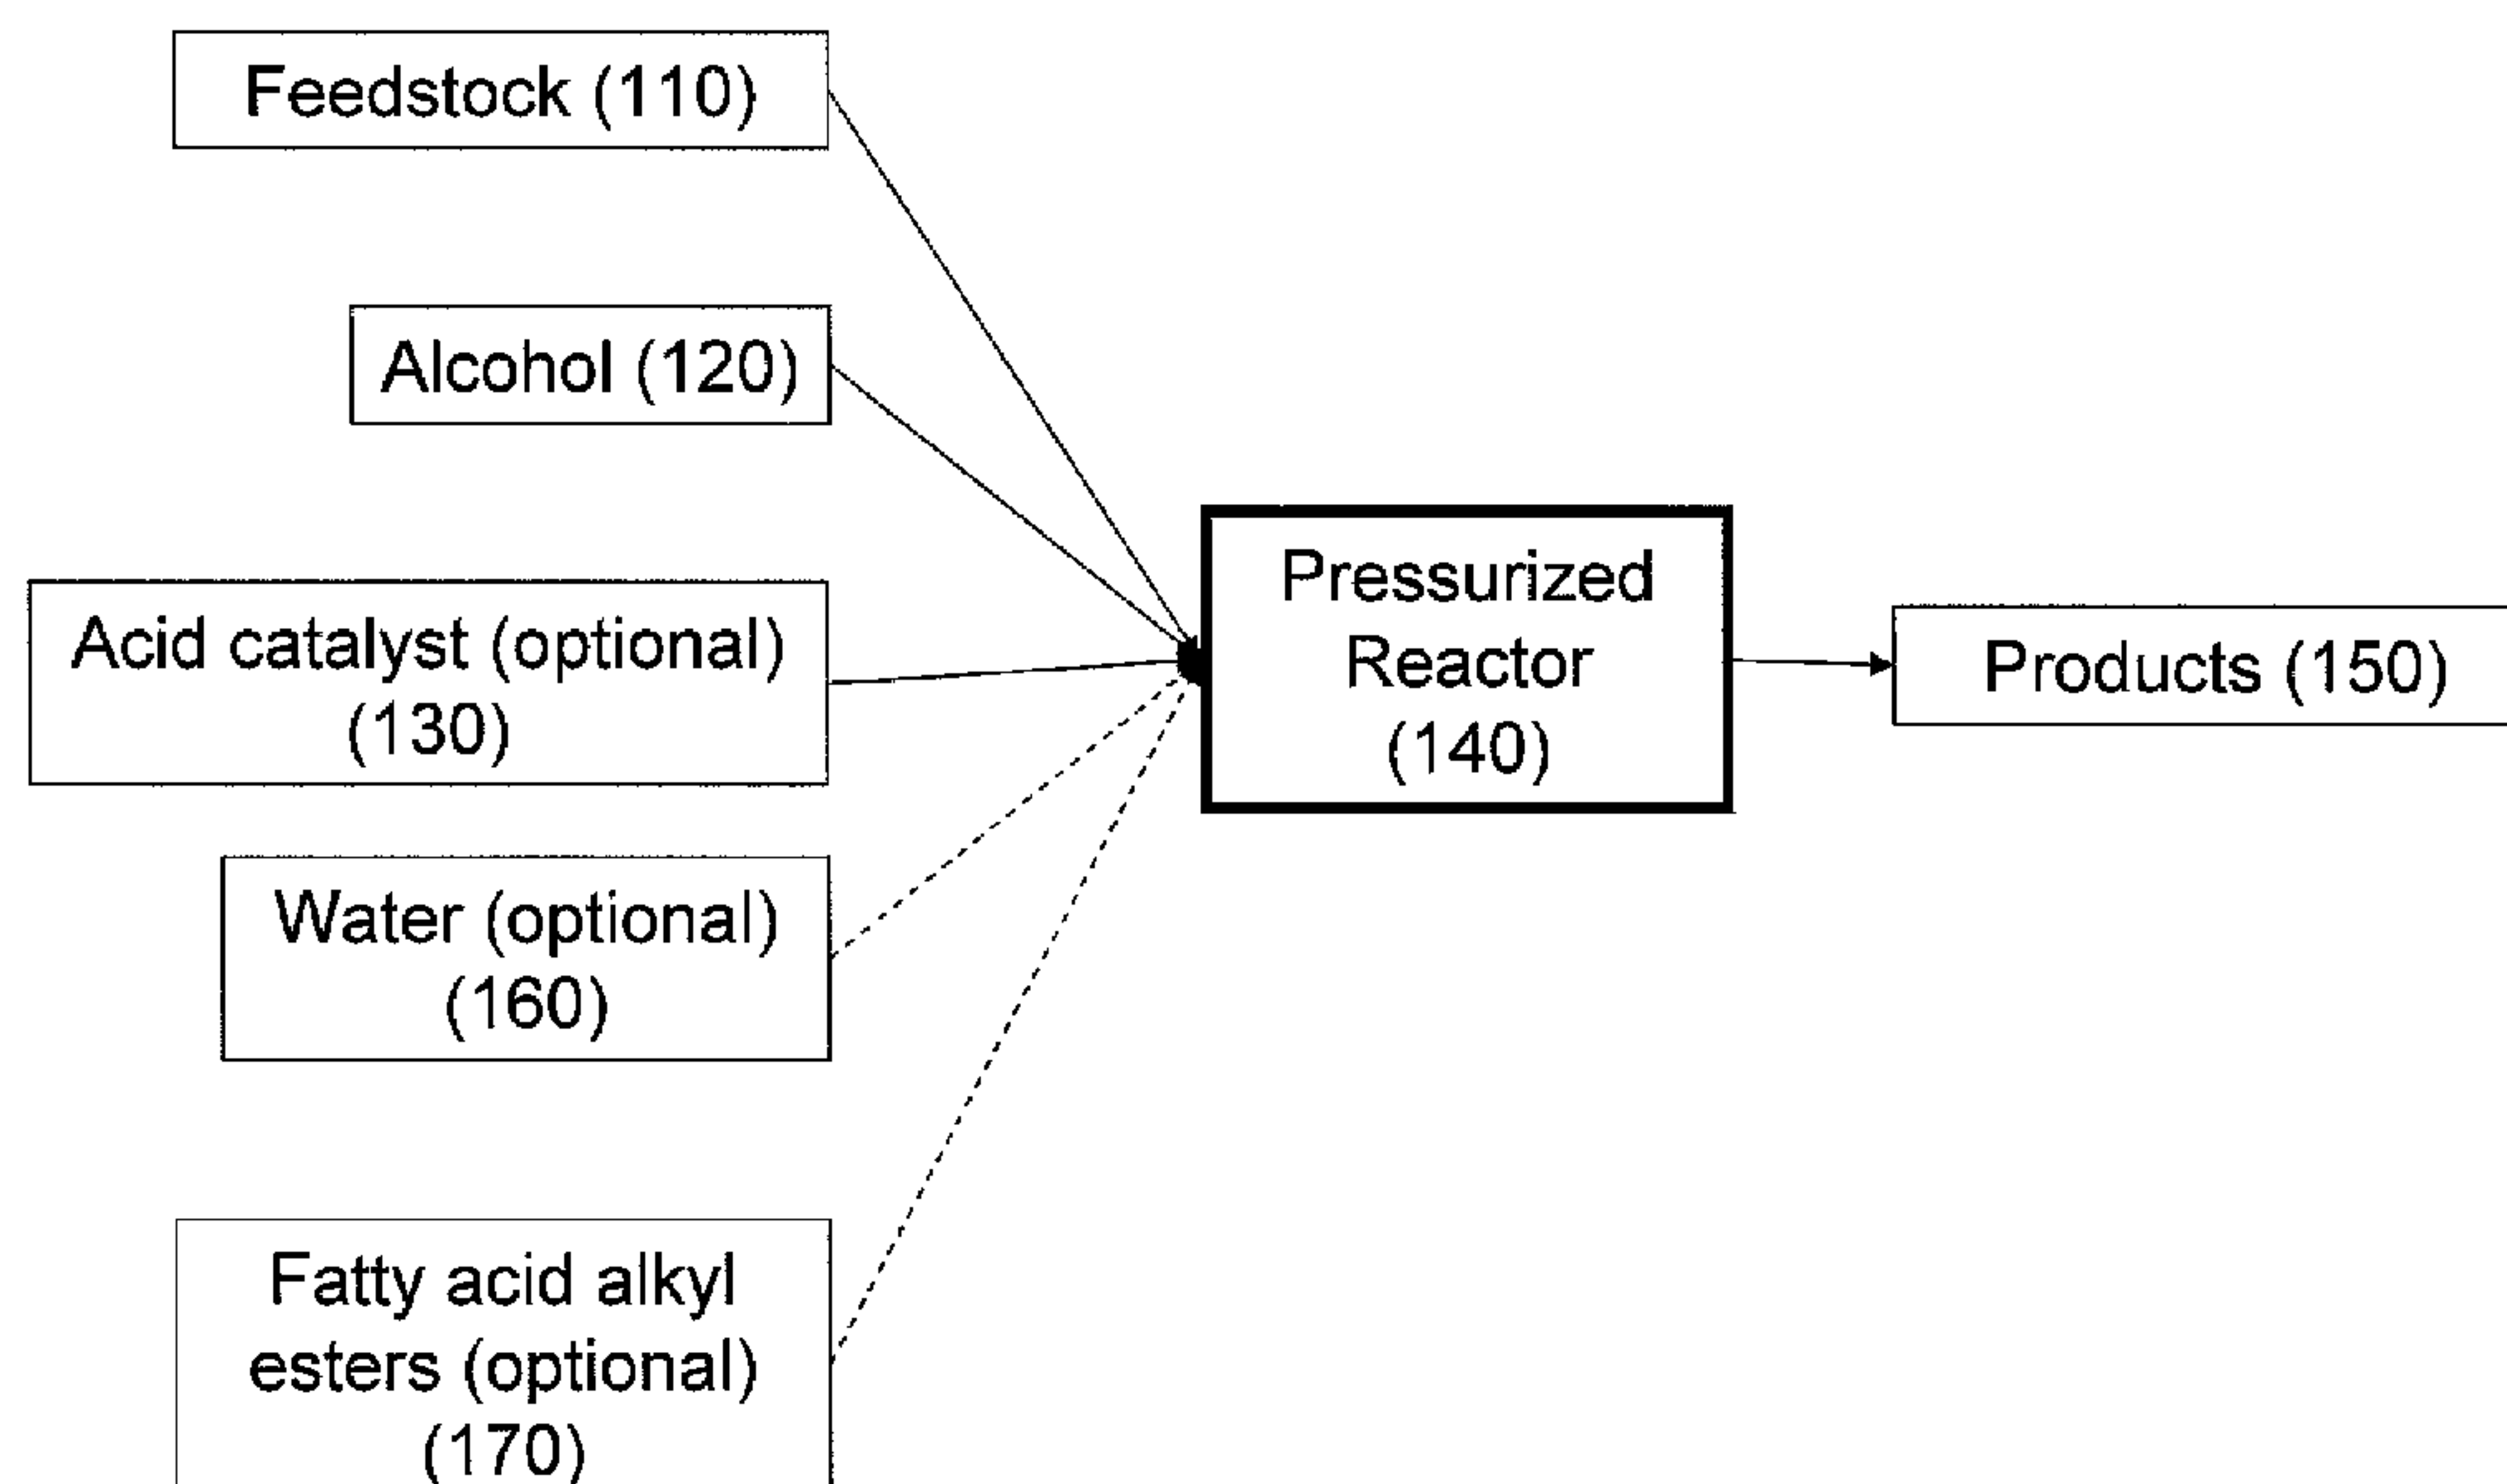 Feedstock (110)
Alcohol (120)
Acid catalyst (optional)
(130)
Water (optional)
(160)
Fatty acid alkyl
esters (optional)
(170)
Pressurized
Reactor
(140)
Products (150)